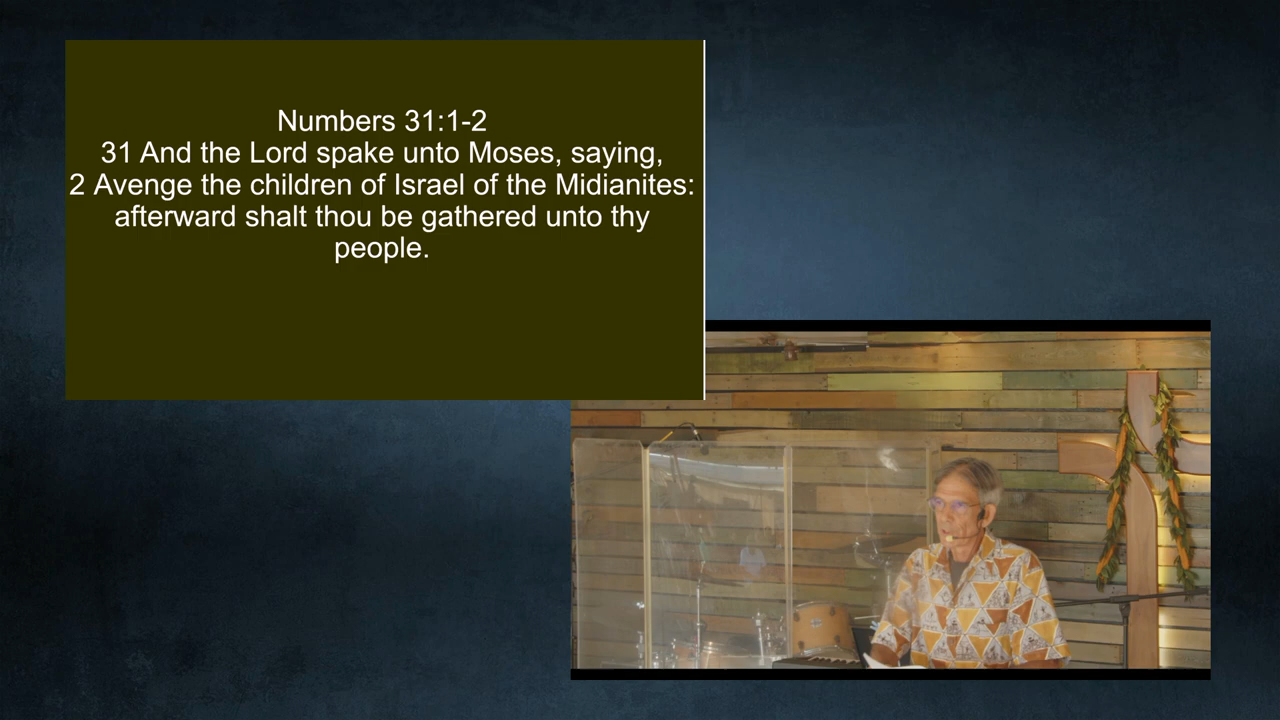 Numbers 31:1-2
31 And the Lord spake unto Moses, saying,
2 Avenge the children of Israel of the Midianites:
afterward shalt thou be gathered unto thy
people.